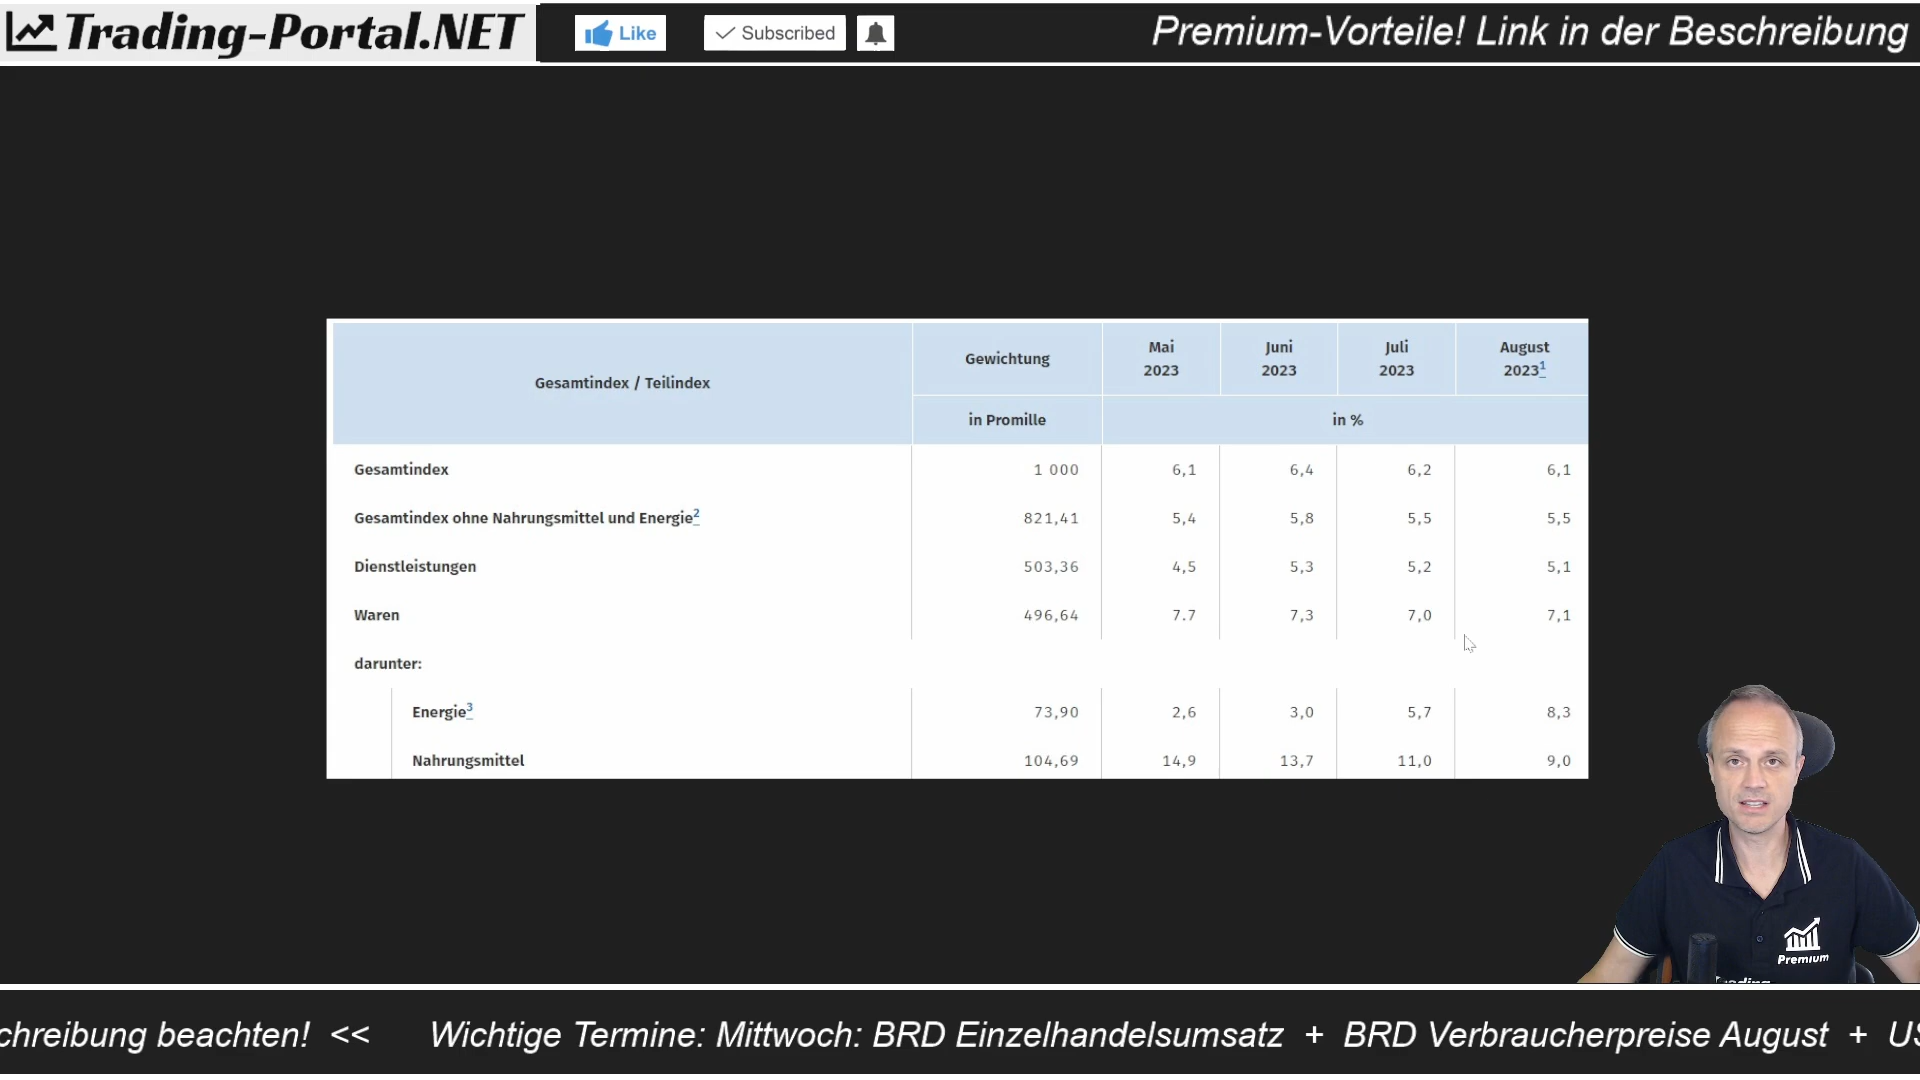 Trading-Portal.NET
Like
Subscribed
Premium-Vorteile! Link in der Beschreibung
Gesamtindex / Teilindex
Gewichtung
Mai 2023
Juni 2023
Juli 2023
August 2023¹
in Promille
in %
Gesamtindex 1 000 6,1 6,4 6,2 6,1
Gesamtindex ohne Nahrungsmittel und Energie² 821,41 5,4 5,8 5,5 5,5
Dienstleistungen 503,36 4,5 5,3 5,2 5,1
Waren 496,64 7.7 7,3 7,0 7,1
darunter:
Energie³ 73,90 2,6 3,0 5,7 8,3
Nahrungsmittel 104,69 14,9 13,7 11,0 9,0
Premium
chreibung beachten! << Wichtige Termine: Mittwoch: BRD Einzelhandelsumsatz + BRD Verbraucherpreise August + US